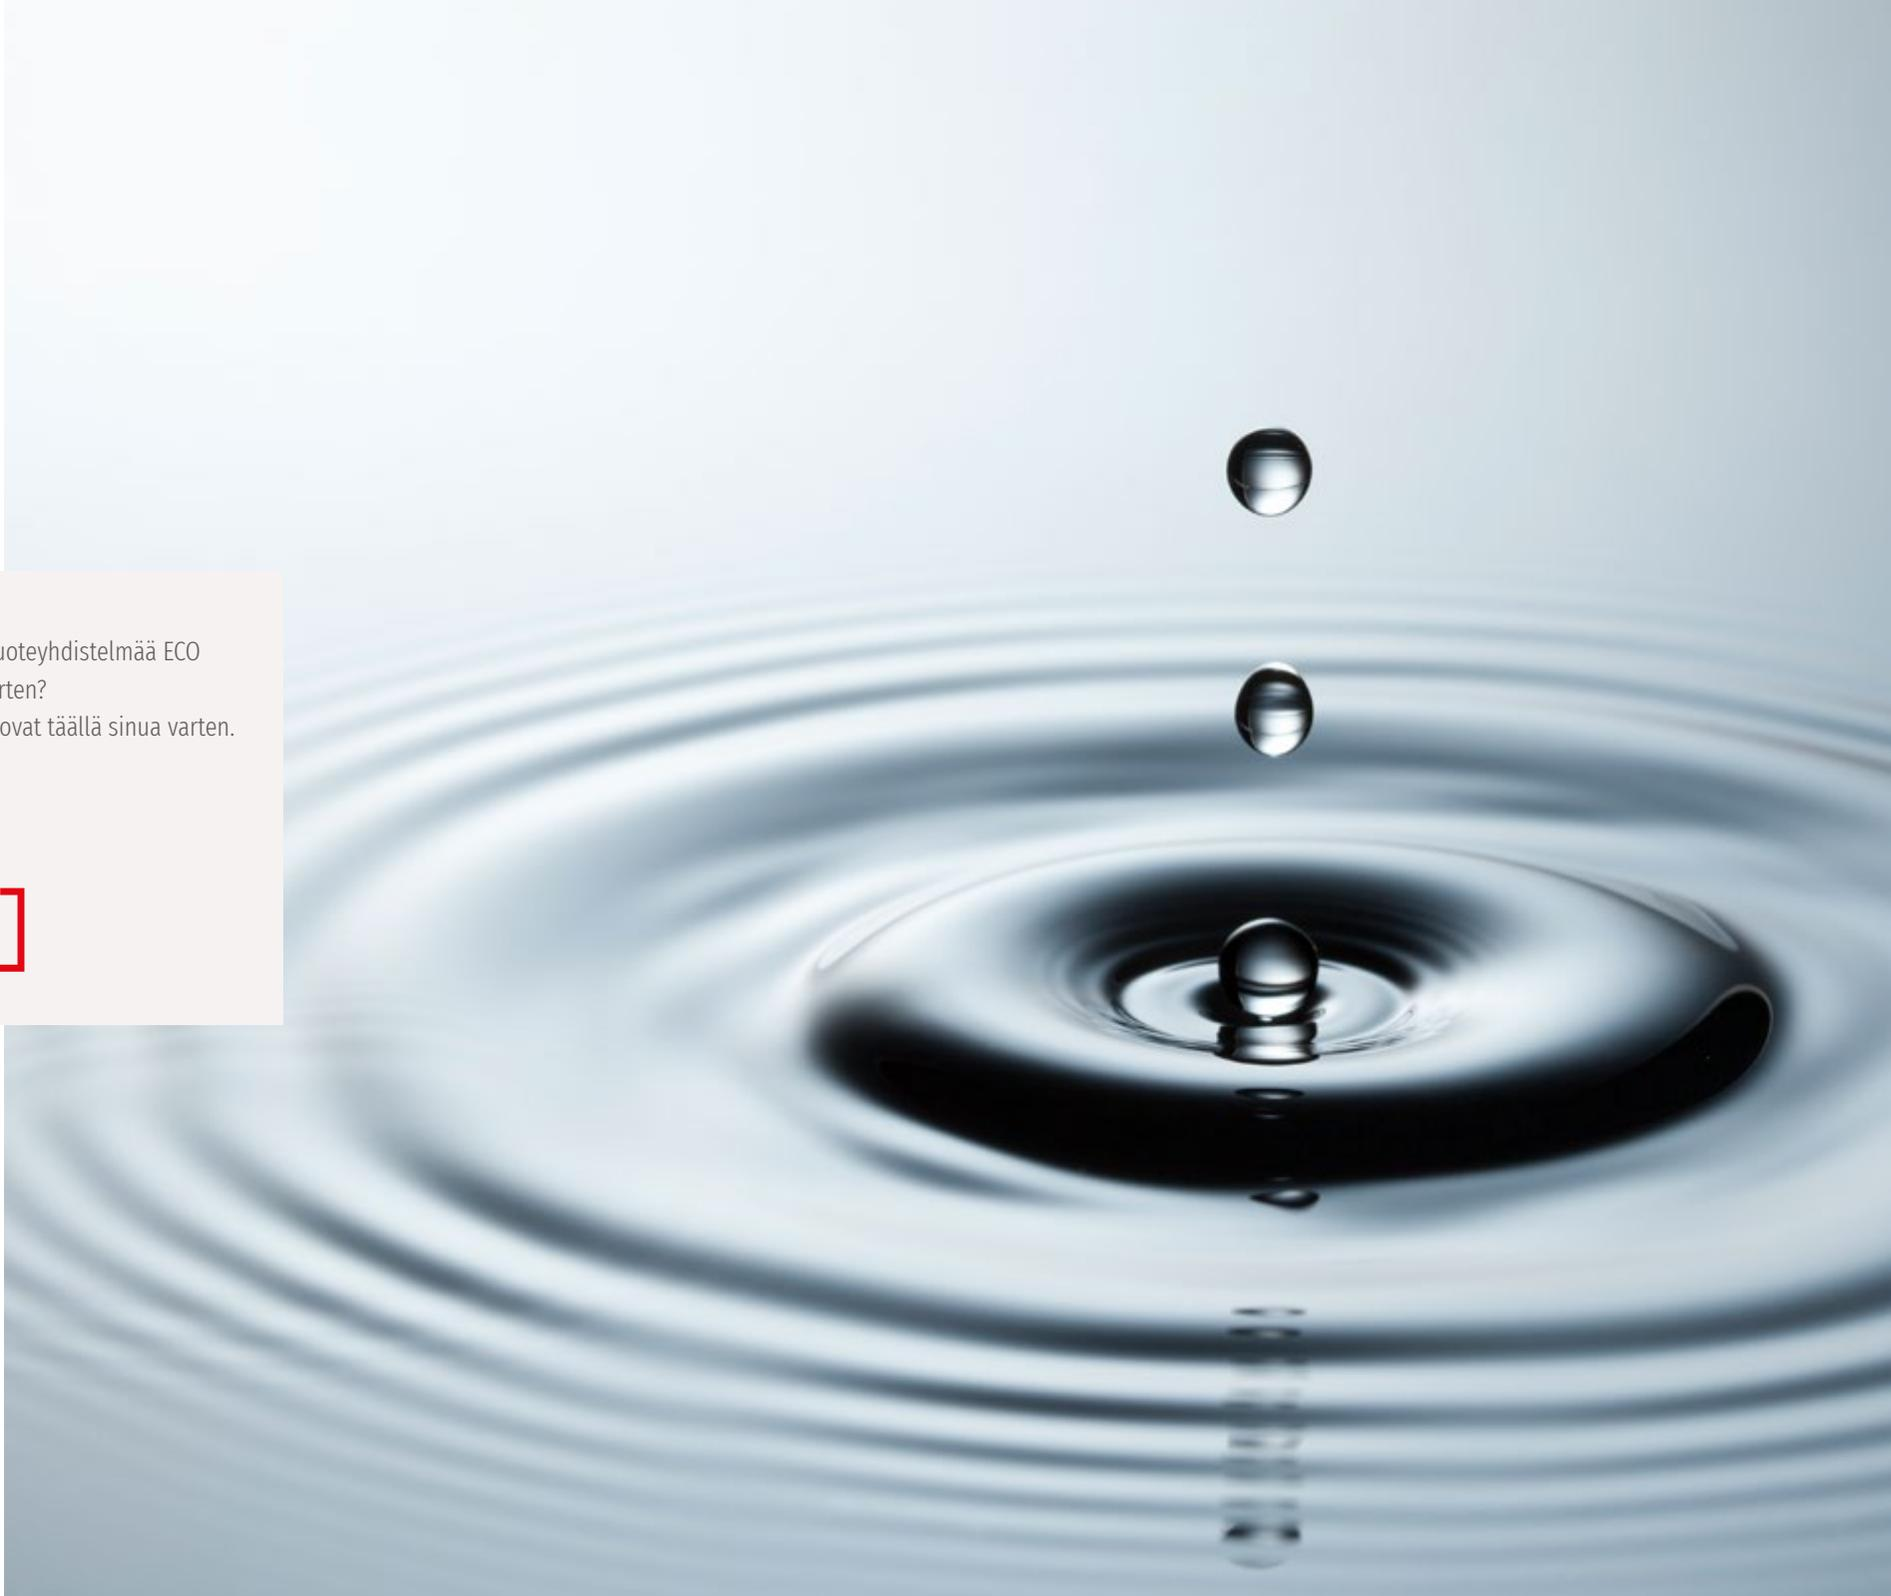 uoteyhdistelmää ECO
rten?
ovat täällä sinua varten.